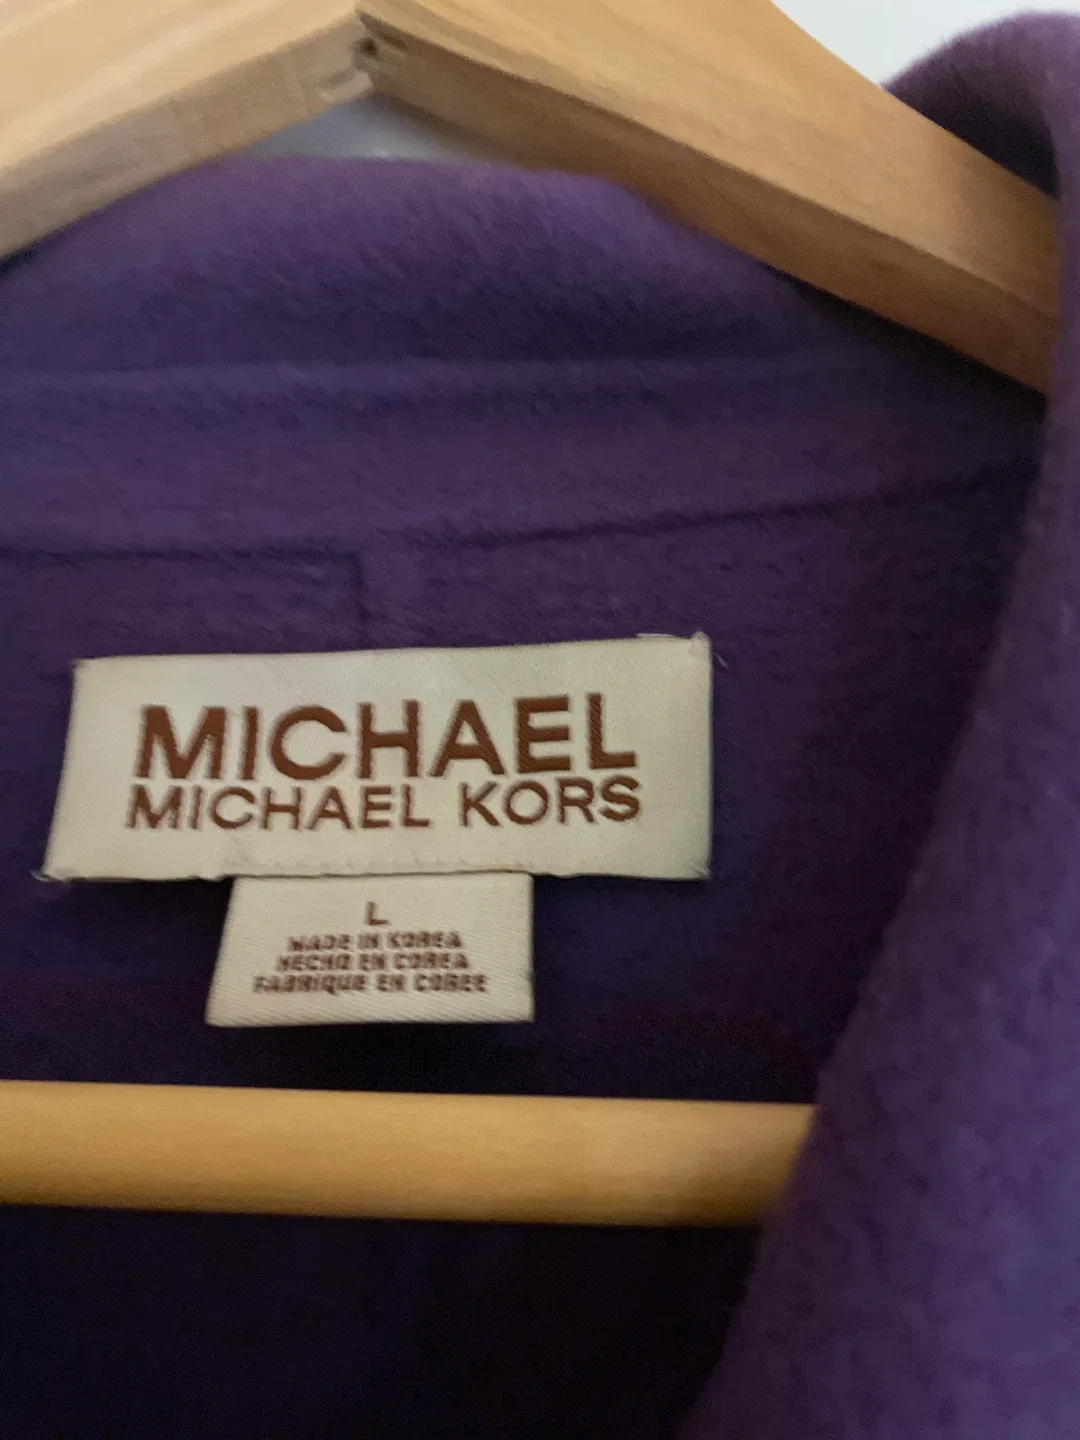 MICHAEL
MICHAEL KORS
L
MADE IN KOREA
HECHO EN COREA
FABRIQUE EN COREE